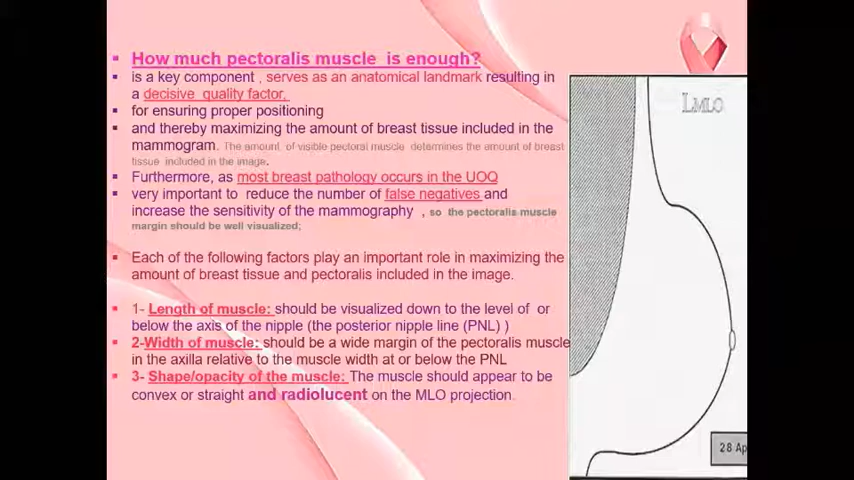 How much pectoralis muscle is enough?
is a key component , serves as an anatomical landmark resulting in
a decisive quality factor,
for ensuring proper positioning
and thereby maximizing the amount of breast tissue included in the
mammogram. The amount of visible pectoral muscle determines the amount of breast
tissue included in the image.
Furthermore, as most breast pathology occurs in the UOQ
very important to reduce the number of false negatives and
increase the sensitivity of the mammography , so the pectoralis muscle
margin should be well visualized;
Each of the following factors play an important role in maximizing the
amount of breast tissue and pectoralis included in the image.
1- Length of muscle: should be visualized down to the level of or
below the axis of the nipple (the posterior nipple line (PNL) )
2-Width of muscle: should be a wide margin of the pectoralis muscle
in the axilla relative to the muscle width at or below the PNL
3- Shape/opacity of the muscle: The muscle should appear to be
convex or straight and radiolucent on the MLO projection.
LMLO
28 Ap